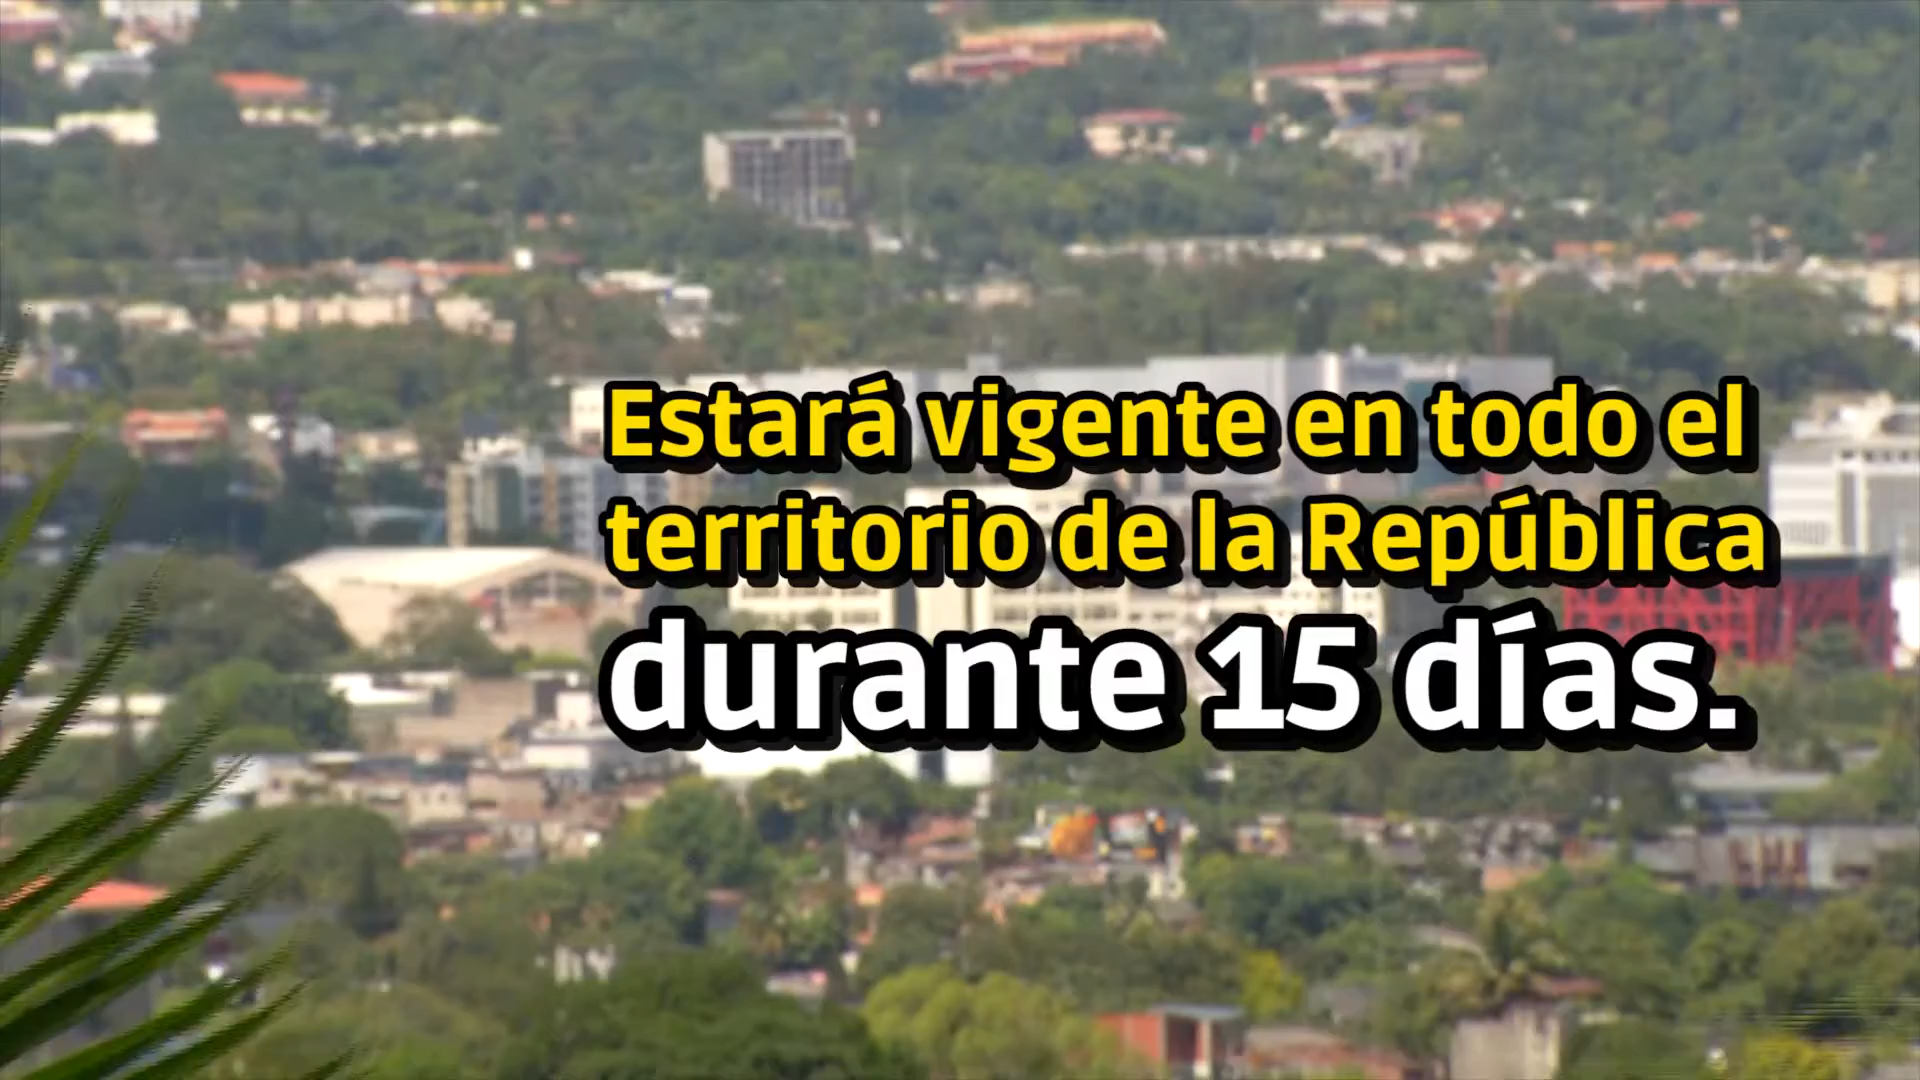 Estará vigente en todo el
territorio de la República
durante 15 días.